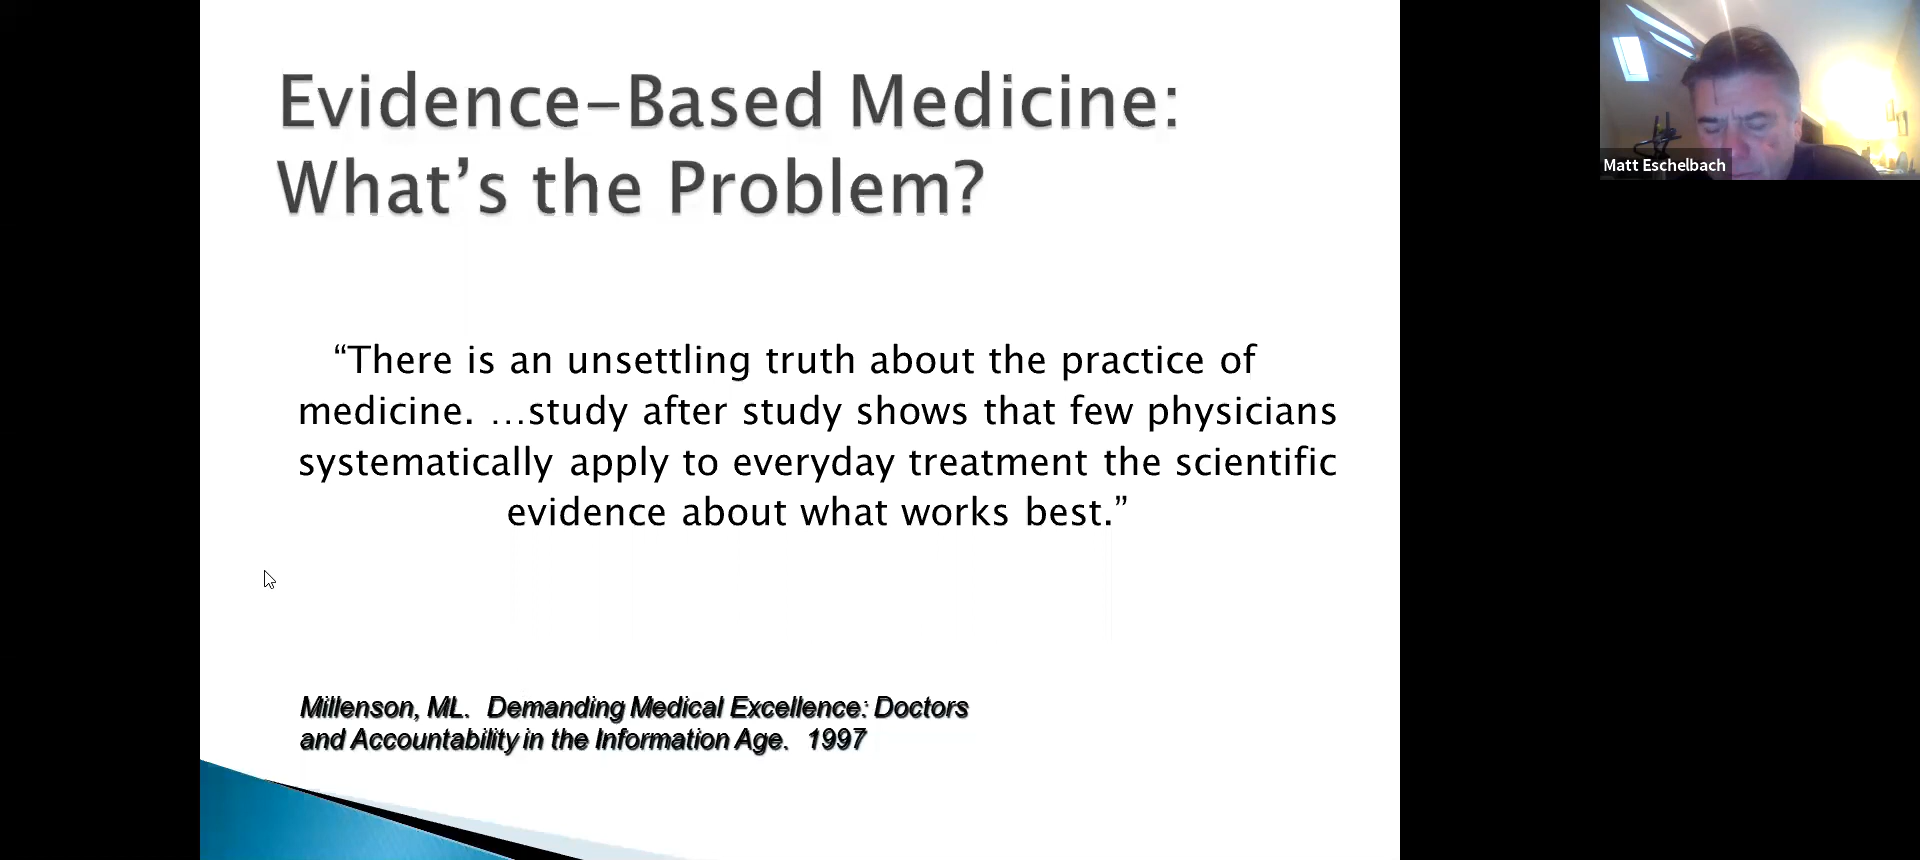 Evidence-Based Medicine:
What’s the Problem?
“There is an unsettling truth about the practice of
medicine. …study after study shows that few physicians
systematically apply to everyday treatment the scientific
evidence about what works best.”
Millenson, ML.  Demanding Medical Excellence: Doctors
and Accountability in the Information Age.  1997
Matt Eschelbach